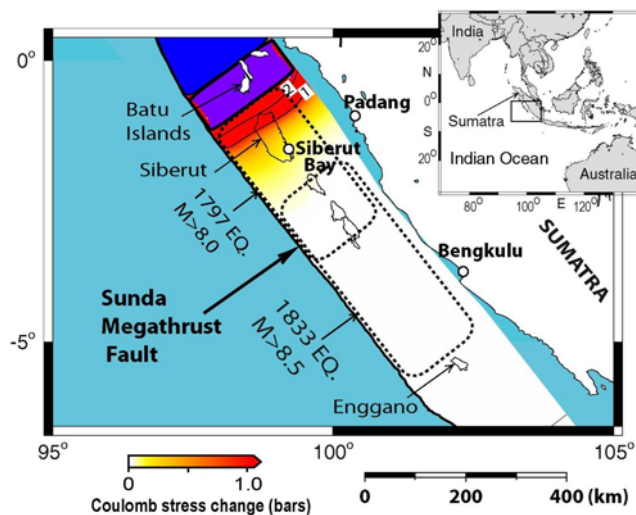 0°
-5°
95°
100°
105°
Batu
Islands
Siberut
1797 EQ.
M>8.0
Sunda
Megathrust
Fault
1833 EQ.
M>8.5
Enggano
2
1
Padang
Siberut
Bay
Bengkulu
SUMATRA
India
Sumatra
Indian Ocean
Australia
20°
N
0°
S
20°
80°
E
120°
0
1.0
Coulomb stress change (bars)
0
200
400 (km)